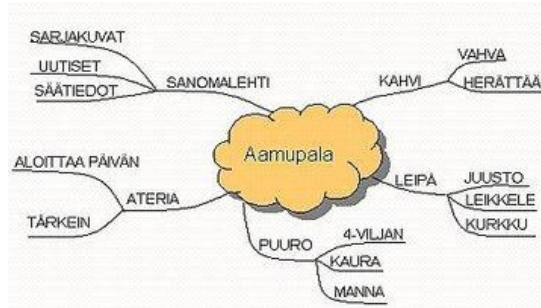 SARJAKUVAT
UUTISET
SÄÄTIEDOT
SANOMALEHTI
KAHVI
VAHVA
HERÄTTÄÄ
Aamupala
ALOITTAA PÄIVÄN
TÄRKEIN
ATERIA
LEIPÄ
JUUSTO
LEIKKELE
KURKKU
PUURO
4-VILJAN
KAURA
MANNA